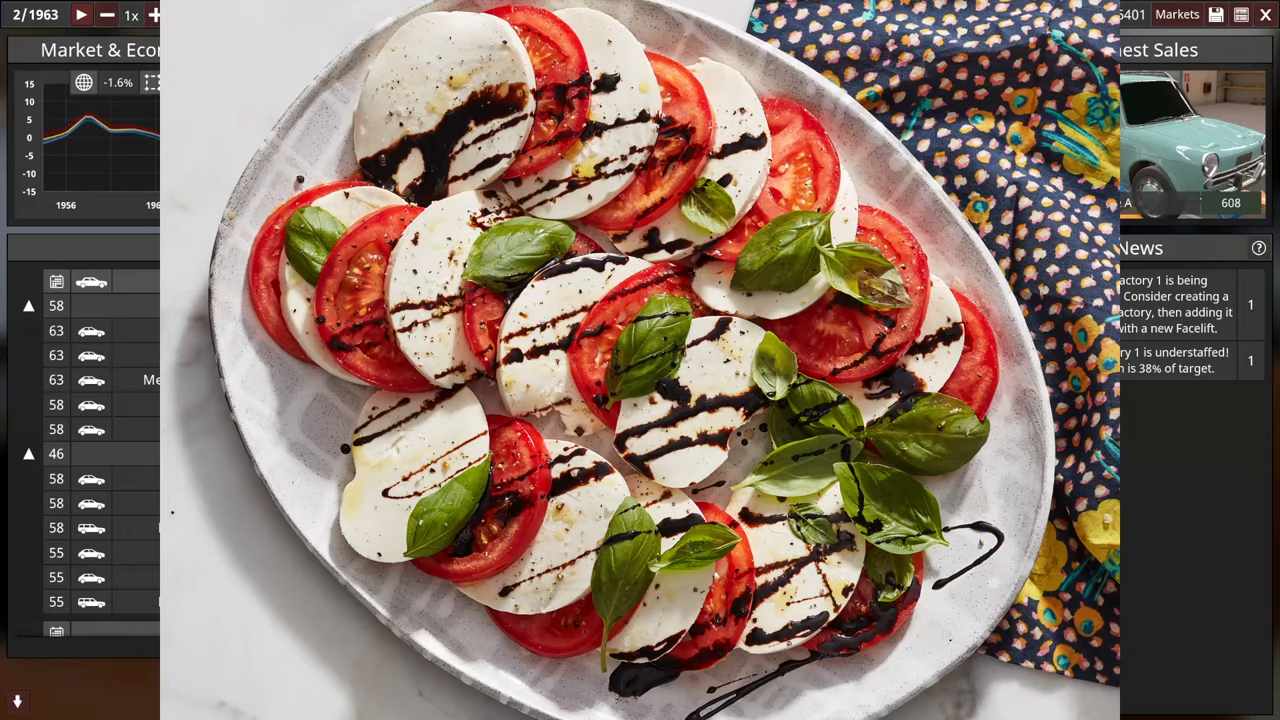 2/1963
1x
6401
Markets
Market & Eco
-1.6%
15
10
5
0
-5
-10
-15
1956
196
58
63
63
63
Me
58
58
46
58
58
58
55
55
55
est Sales
A
608
News
actory 1 is being
Consider creating a
actory, then adding it
with a new Facelift.
1
ry 1 is understaffed!
is 38% of target.
1